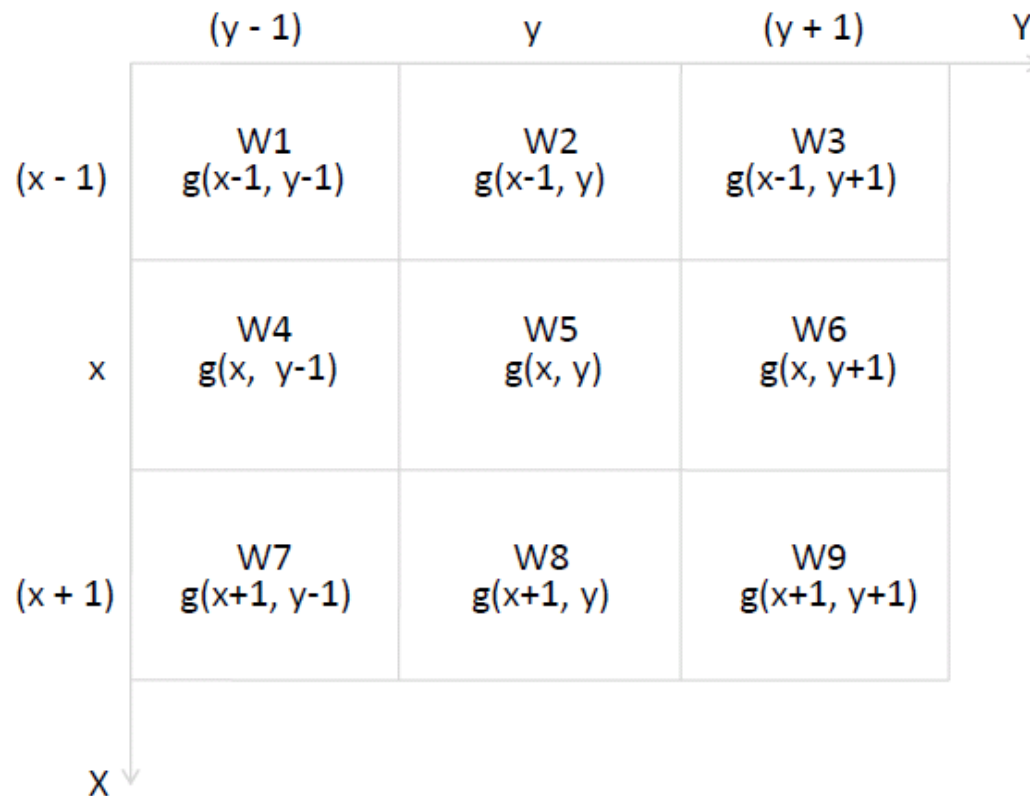 (y - 1) y (y + 1) Y
W1 W2 W3
(x - 1) g(x-1, y-1) g(x-1, y) g(x-1, y+1)
W4 W5 W6
x g(x, y-1) g(x, y) g(x, y+1)
W7 W8 W9
(x + 1) g(x+1, y-1) g(x+1, y) g(x+1, y+1)
X